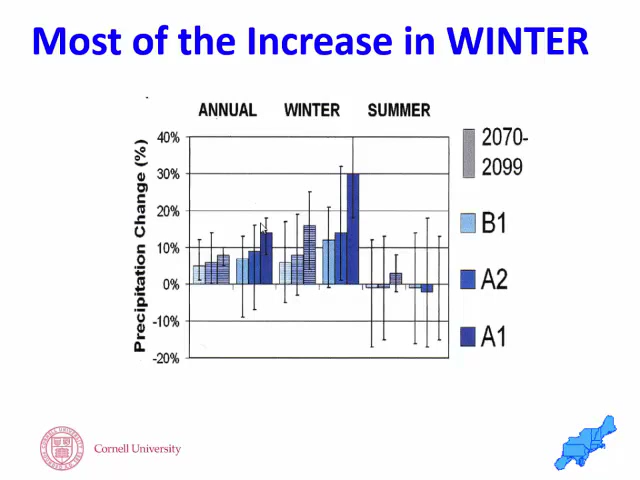 Most of the Increase in WINTER
ANNUAL WINTER SUMMER
Precipitation Change (%)
40%
30%
20%
10%
0%
-10%
-20%
2070-
2099
B1
A2
A1
Cornell University